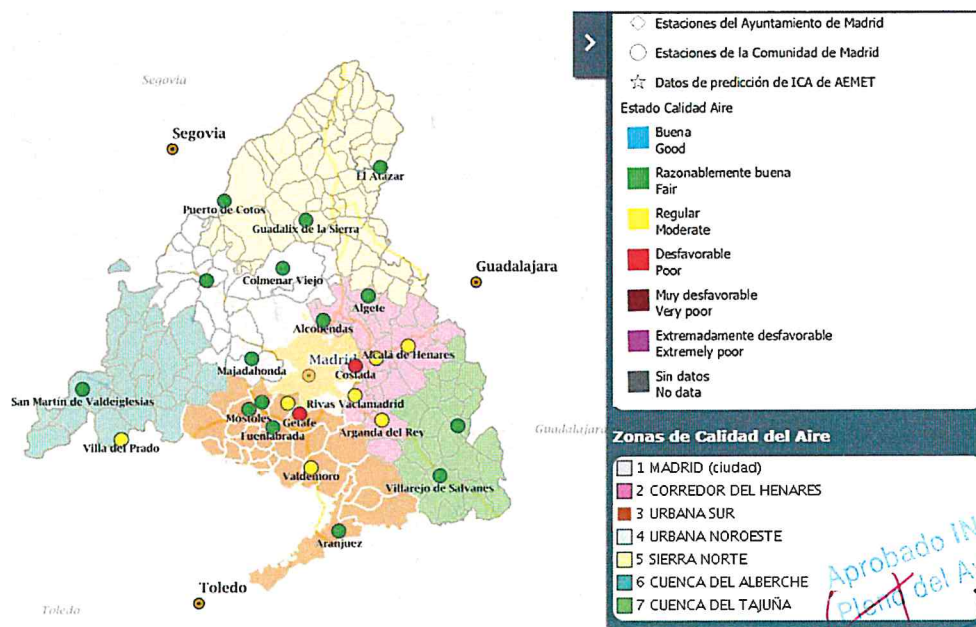 Segovia
Segovia
El Atazar
Puerto de Cotos
Guadalix de la Sierra
Guadalajara
Colmenar Viejo
Algete
Alcobendas
Madrid
Alcalá de Henares
Majadahonda
Coslada
San Martín de Valdeiglesias
Rivas Vaciamadrid
Móstoles
Getafe
Arganda del Rey
Guadalajara
Fuenlabrada
Villa del Prado
Valdemoro
Villarejo de Salvanes
Aranjuez
Toledo
Toledo
>
Estaciones del Ayuntamiento de Madrid
Estaciones de la Comunidad de Madrid
Datos de predicción de ICA de AEMET
Estado Calidad Aire
Buena
Good
Razonablemente buena
Fair
Regular
Moderate
Desfavorable
Poor
Muy desfavorable
Very poor
Extremadamente desfavorable
Extremely poor
Sin datos
No data
Zonas de Calidad del Aire
1 MADRID (ciudad)
2 CORREDOR DEL HENARES
3 URBANA SUR
4 URBANA NOROESTE
5 SIERRA NORTE
6 CUENCA DEL ALBERCHE
7 CUENCA DEL TAJUÑA
Aprobado
Pleno del